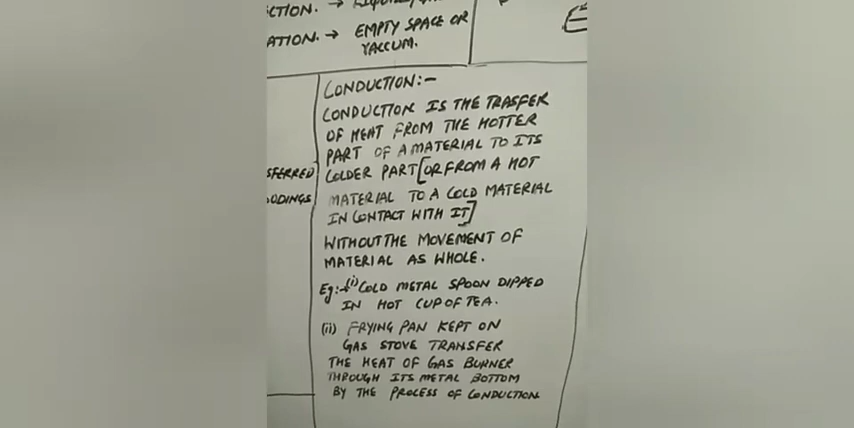 CTION. →
ATION. → EMPTY SPACE OR
VACCUM.
SFERRED
ODINGS
CONDUCTION:-
CONDUCTION IS THE TRASFER
OF HEAT FROM THE HOTTER
PART OF A MATERIAL TO ITS
COLDER PART [OR FROM A HOT
MATERIAL TO A COLD MATERIAL
IN CONTACT WITH IT]
WITHOUT THE MOVEMENT OF
MATERIAL AS WHOLE.
Eg:- (i) COLD METAL SPOON DIPPED
IN HOT CUP OF TEA.
(ii) FRYING PAN KEPT ON
GAS STOVE TRANSFER
THE HEAT OF GAS BURNER
THROUGH ITS METAL BOTTOM
BY THE PROCESS OF CONDUCTION